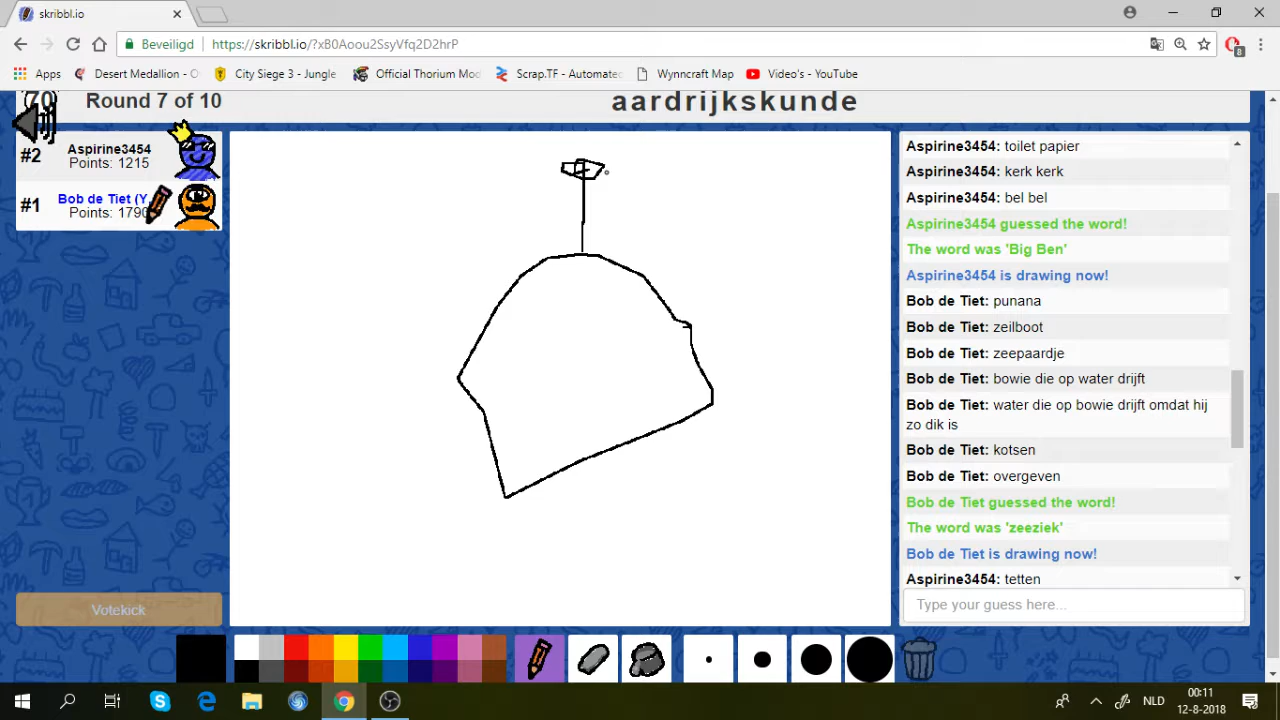 skribbl.io
Beveiligd
https://skribbl.io/?xB0Aoou2SsyVfq2D2hrP
8
Apps
Desert Medallion - O
City Siege 3 - Jungle
Official Thorium Mod
Scrap.TF - Automated
Wynncraft Map
Video's - YouTube
70
Round 7 of 10
aardrijkskunde
#2
Aspirine3454
Points: 1215
#1
Bob de Tiet (Y
Points: 1790
Votekick
Aspirine3454: toilet papier
Aspirine3454: kerk kerk
Aspirine3454: bel bel
Aspirine3454 guessed the word!
The word was 'Big Ben'
Aspirine3454 is drawing now!
Bob de Tiet: punana
Bob de Tiet: zeilboot
Bob de Tiet: zeepaardje
Bob de Tiet: bowie die op water drijft
Bob de Tiet: water die op bowie drijft omdat hij
zo dik is
Bob de Tiet: kotsen
Bob de Tiet: overgeven
Bob de Tiet guessed the word!
The word was 'zeeziek'
Bob de Tiet is drawing now!
Aspirine3454: tetten
Type your guess here...
NLD
00:11
12-8-2018